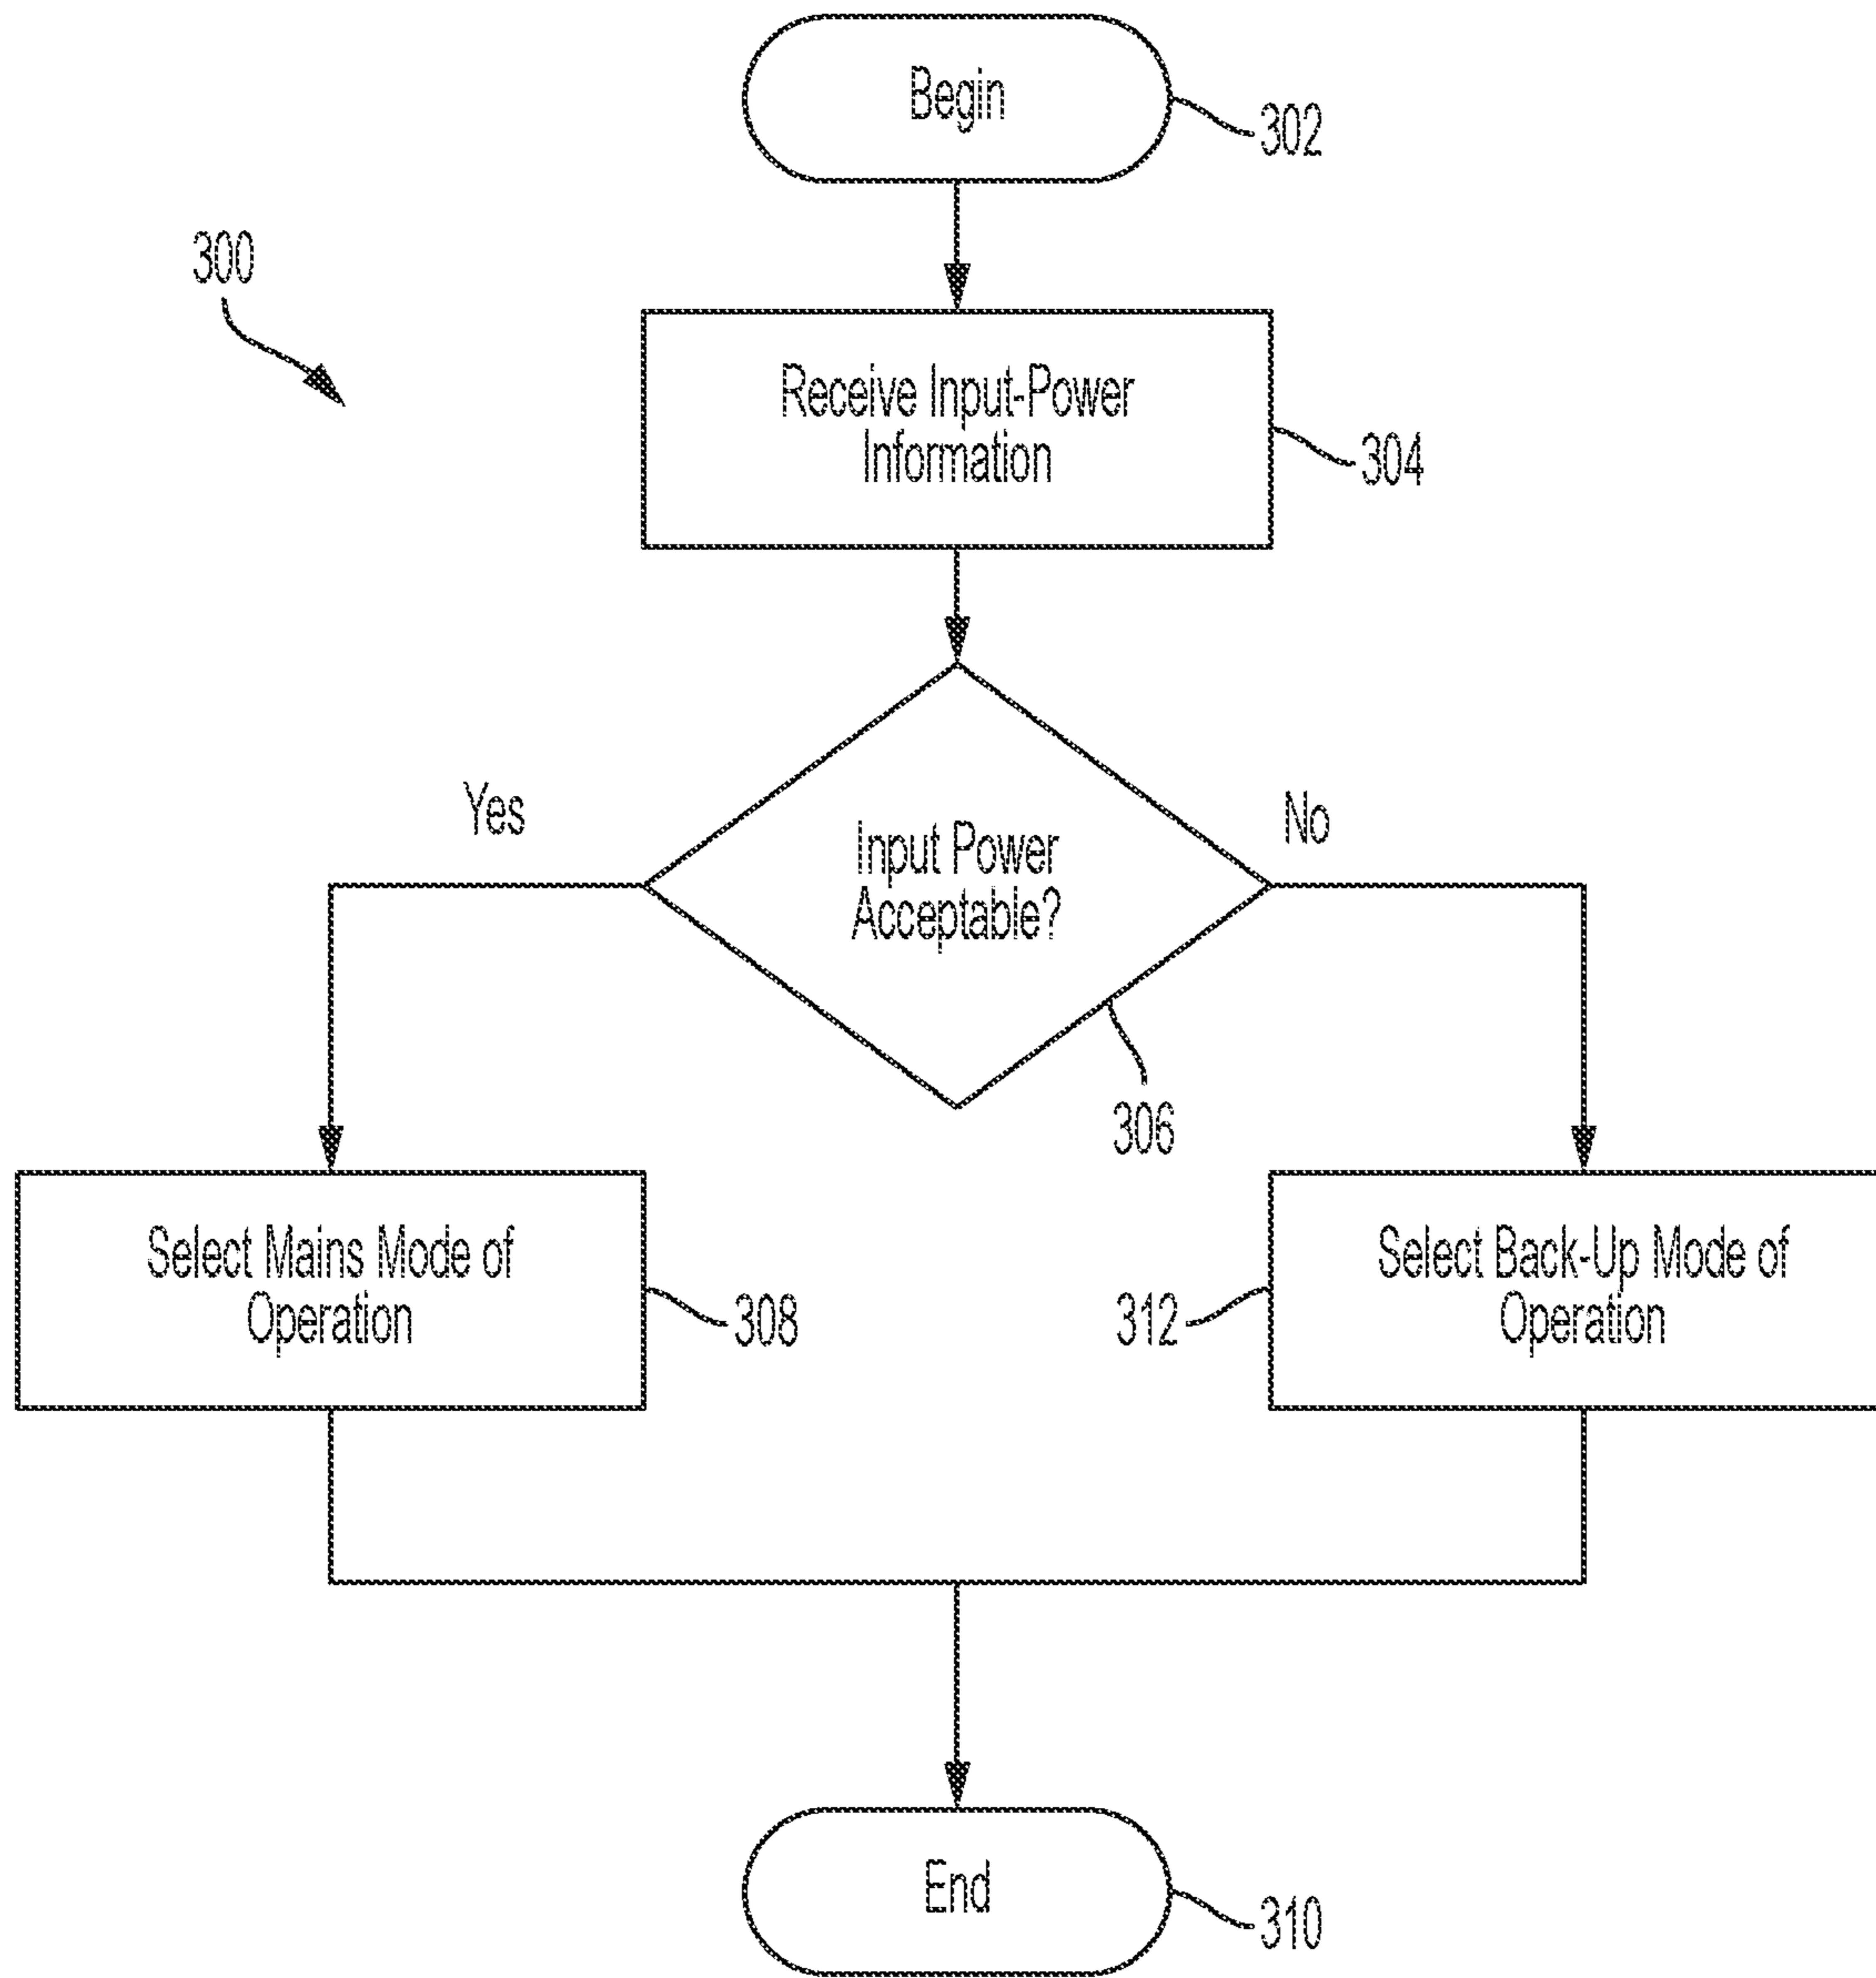 Begin
302
300
Receive Input-Power
Information
304
Yes
No
Input Power
Acceptable?
306
Select Mains Mode of
Operation
308
312
Select Back-Up Mode of
Operation
End
310